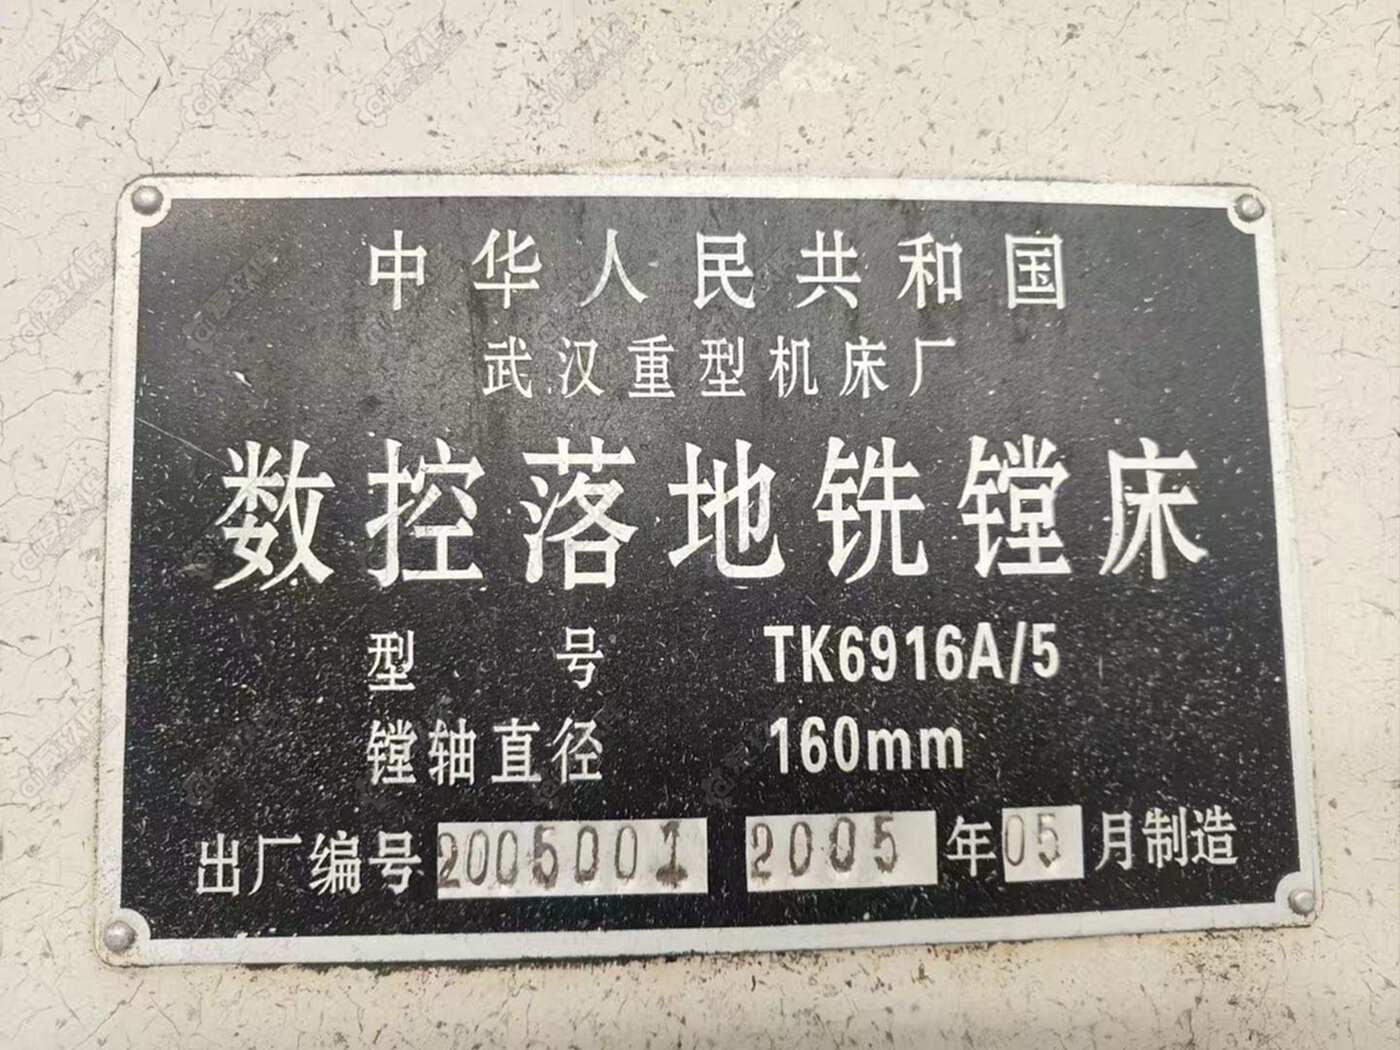 中华人民共和国
武汉重型机床厂
数控落地铣镗床
型号 TK6916A/5
镗轴直径 160mm
出厂编号 2005001 2005 年 05 月制造